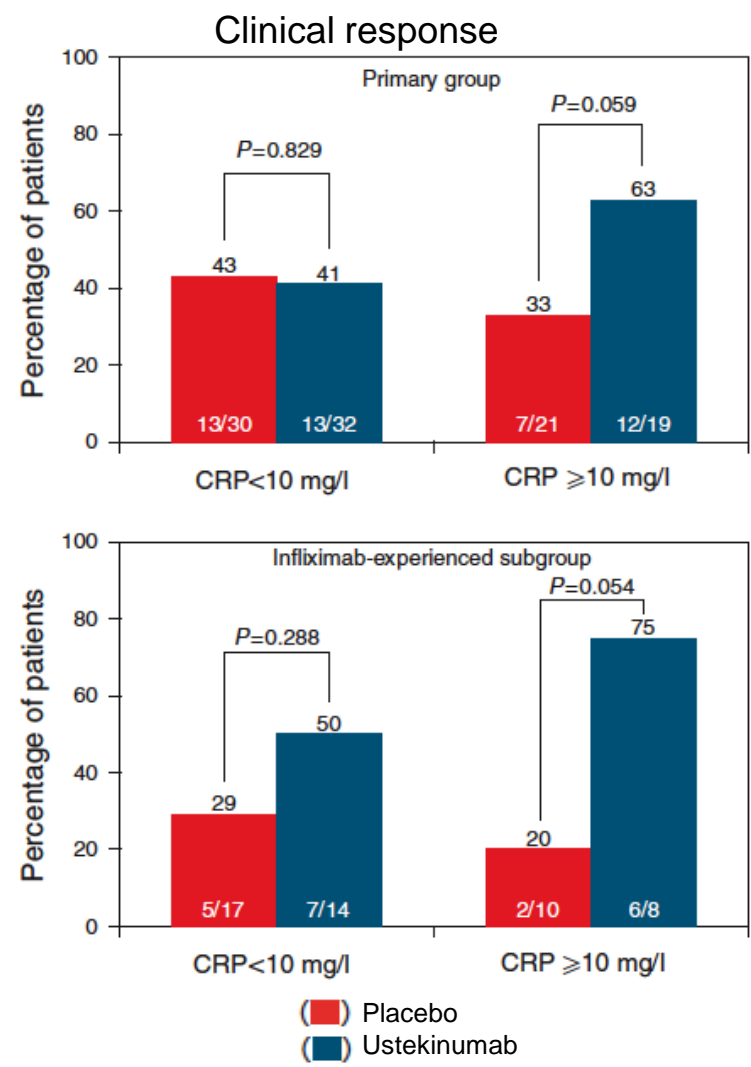 Clinical response
Primary group
Percentage of patients
100
80
60
40
20
0
P=0.829
P=0.059
43
41
33
63
13/30
13/32
7/21
12/19
CRP<10 mg/l
CRP ⩾10 mg/l
Infliximab-experienced subgroup
Percentage of patients
100
80
60
40
20
0
P=0.288
P=0.054
29
50
20
75
5/17
7/14
2/10
6/8
CRP<10 mg/l
CRP ⩾10 mg/l
( ) Placebo
( ) Ustekinumab